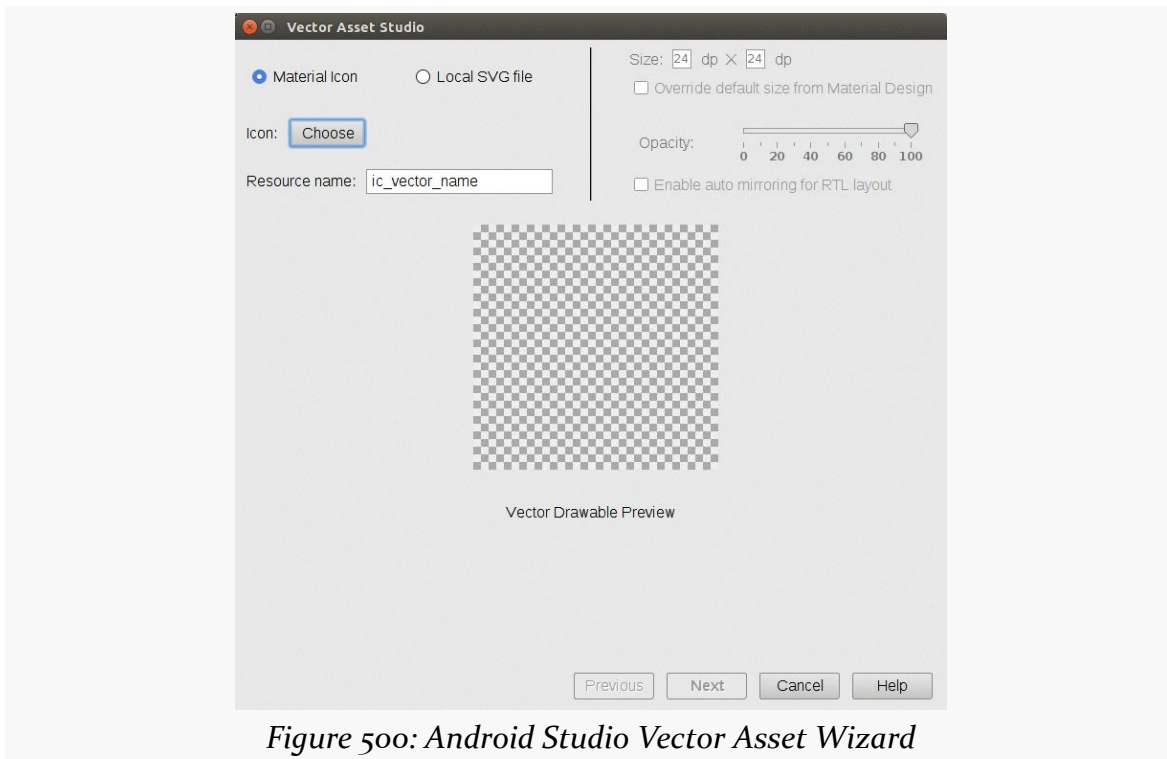 Vector Asset Studio
Material Icon
Local SVG file
Icon:
Choose
Resource name:
ic_vector_name
Size: 24 dp X 24 dp
Override default size from Material Design
Opacity:
0 20 40 60 80 100
Enable auto mirroring for RTL layout
Vector Drawable Preview
Previous
Next
Cancel
Help
Figure 500: Android Studio Vector Asset Wizard